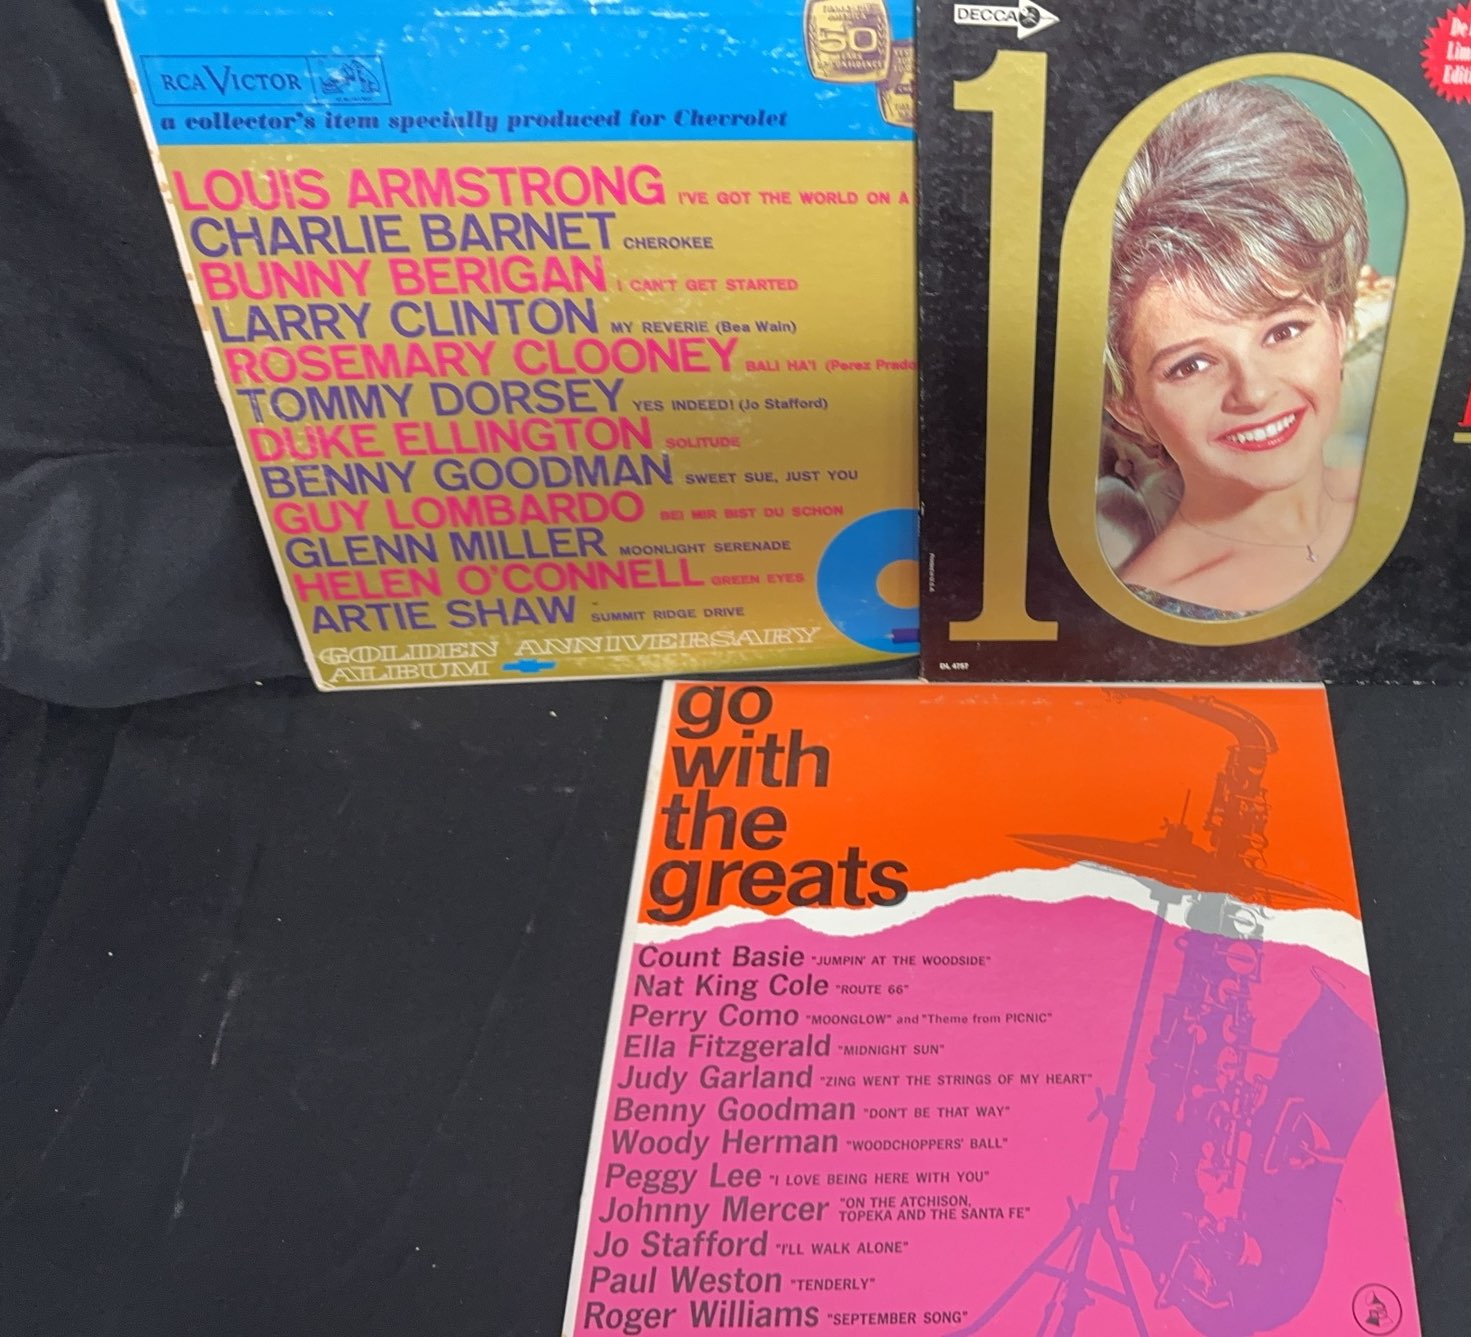 RCA VICTOR
a collector's item specially produced for Chevrolet
50
LOUIS ARMSTRONG I'VE GOT THE WORLD ON A
CHARLIE BARNET CHEROKEE
BUNNY BERIGAN I CAN'T GET STARTED
LARRY CLINTON MY REVERIE (Bea Wain)
ROSEMARY CLOONEY BALI HA'I (Perez Prado
TOMMY DORSEY YES INDEED! (Jo Stafford)
DUKE ELLINGTON SOLITUDE
BENNY GOODMAN SWEET SUE, JUST YOU
GUY LOMBARDO BEI MIR BIST DU SCHON
GLENN MILLER MOONLIGHT SERENADE
HELEN O'CONNELL GREEN EYES
ARTIE SHAW SUMMIT RIDGE DRIVE
GOLDEN ANNIVERSARY
ALBUM
DECCA
10
DL 4757
go
with
the
greats
Count Basie "JUMPIN' AT THE WOODSIDE"
Nat King Cole "ROUTE 66"
Perry Como "MOONGLOW" and "Theme from PICNIC"
Ella Fitzgerald "MIDNIGHT SUN"
Judy Garland "ZING WENT THE STRINGS OF MY HEART"
Benny Goodman "DON'T BE THAT WAY"
Woody Herman "WOODCHOPPERS' BALL"
Peggy Lee "I LOVE BEING HERE WITH YOU"
Johnny Mercer "ON THE ATCHISON,
TOPEKA AND THE SANTA FE"
Jo Stafford "I'LL WALK ALONE"
Paul Weston "TENDERLY"
Roger Williams "SEPTEMBER SONG"